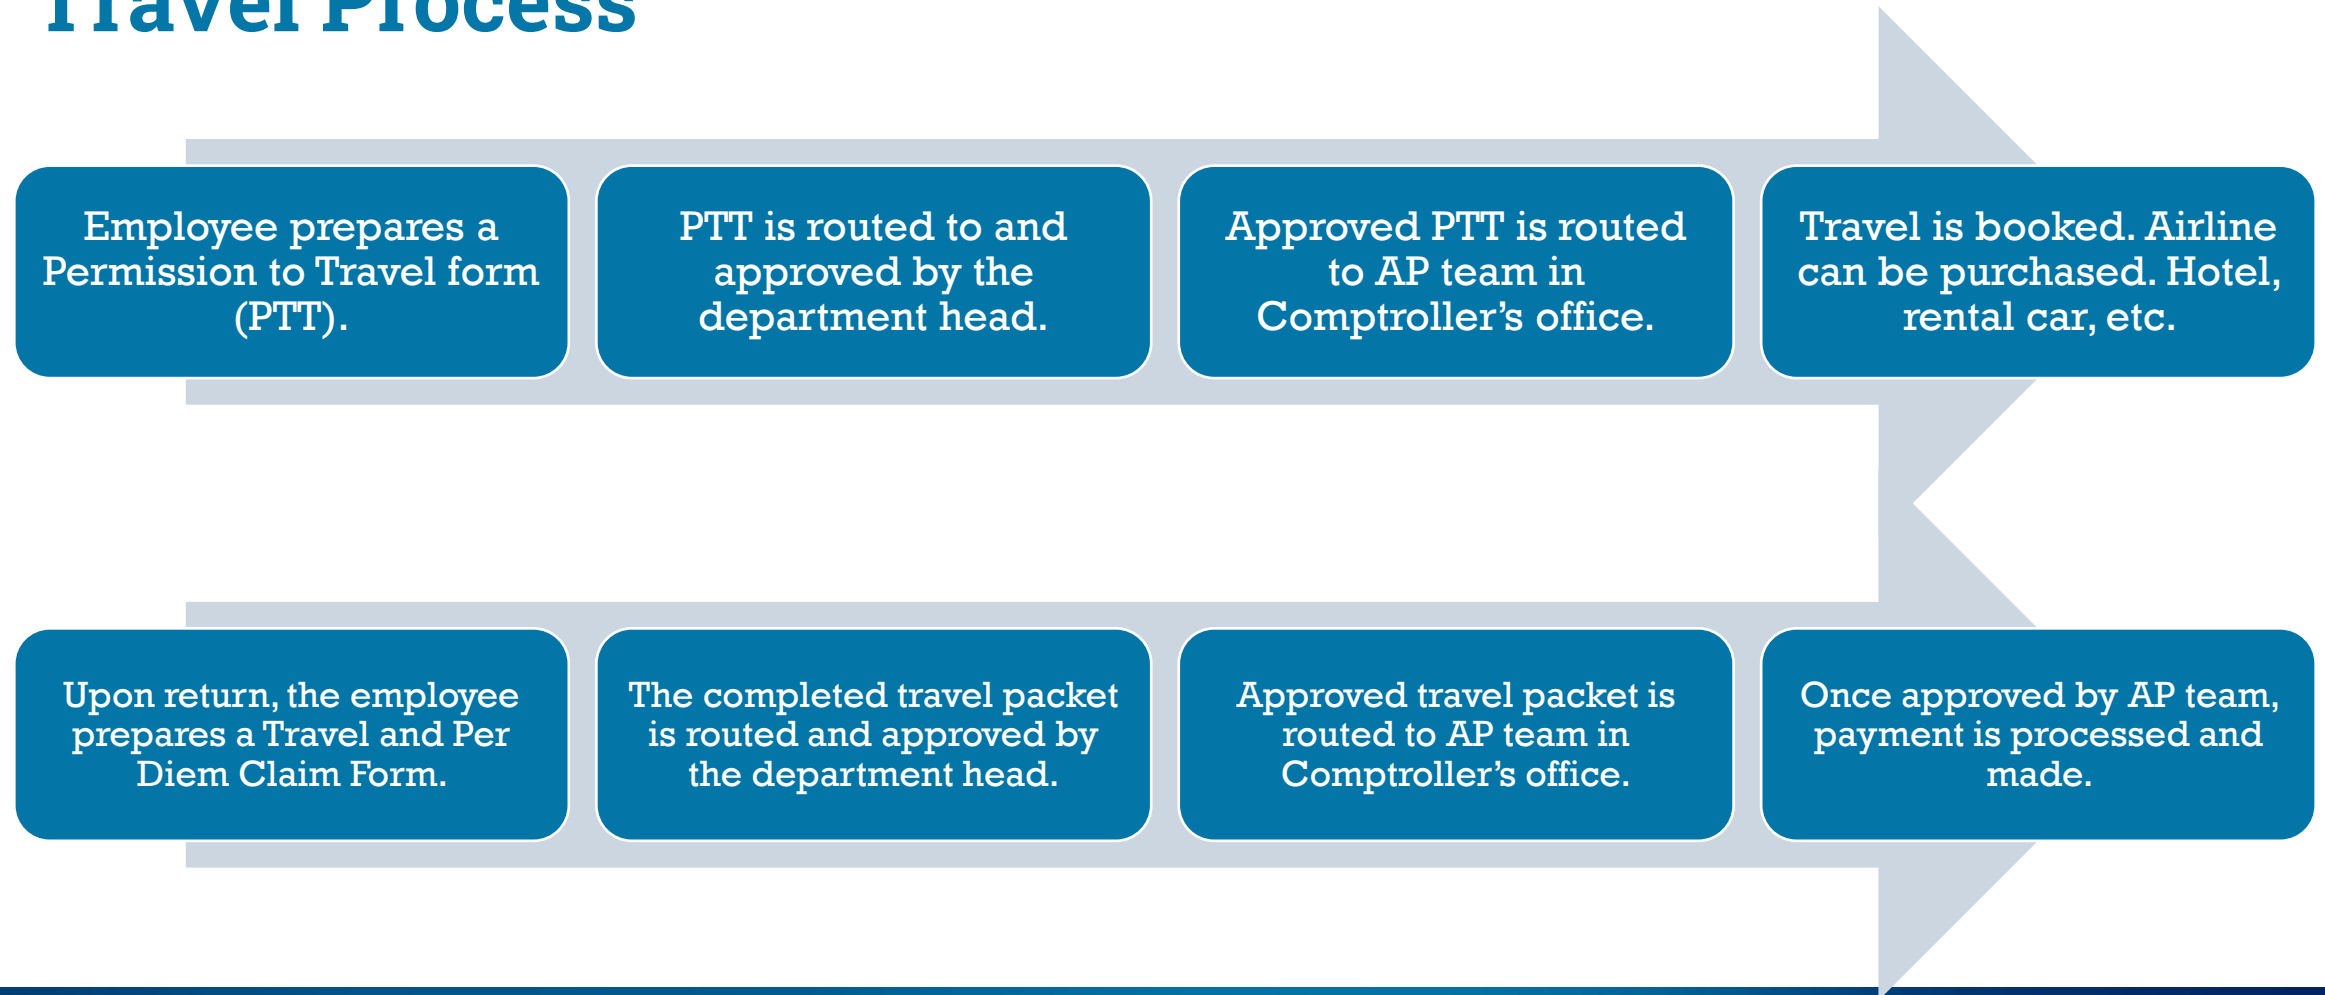 Travel Process
Employee prepares a
Permission to Travel form
(PTT).
PTT is routed to and
approved by the
department head.
Approved PTT is routed
to AP team in
Comptroller’s office.
Travel is booked. Airline
can be purchased. Hotel,
rental car, etc.
Upon return, the employee
prepares a Travel and Per
Diem Claim Form.
The completed travel packet
is routed and approved by
the department head.
Approved travel packet is
routed to AP team in
Comptroller’s office.
Once approved by AP team,
payment is processed and
made.